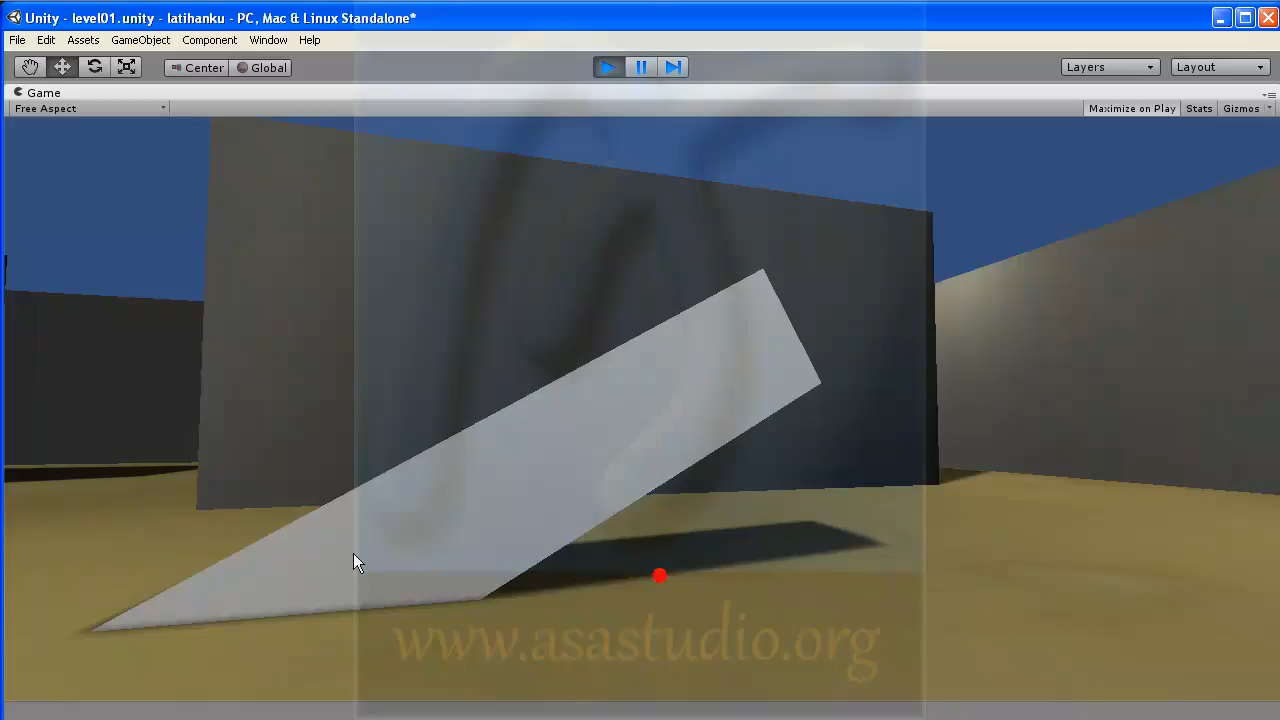 Unity - level01.unity - latihanku - PC, Mac & Linux Standalone*
File Edit Assets GameObject Component Window Help
Center Global Layers Layout
Game
Free Aspect Maximize on Play Stats Gizmos
www.asastudio.org